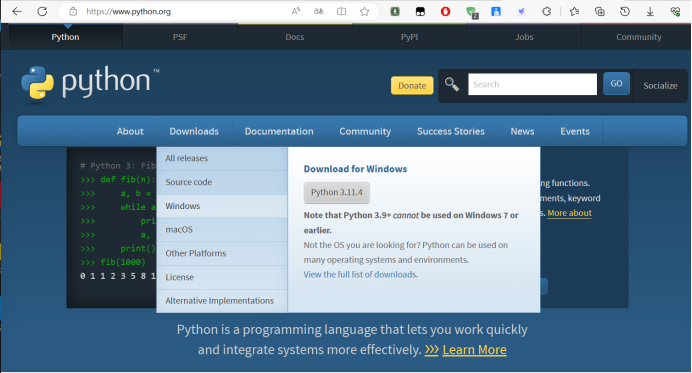 https://www.python.org
Python
PSF
Docs
PyPI
Jobs
Community
python™
Donate
Search
GO
Socialize
About
Downloads
Documentation
Community
Success Stories
News
Events
# Python 3: Fib
>>> def fib(n):
>>> a, b =
>>> while a
>>> pri
>>> a,
>>> print()
>>> fib(1000)
0 1 1 2 3 5 8 1
All releases
Source code
Windows
macOS
Other Platforms
License
Alternative Implementations
Download for Windows
Python 3.11.4
Note that Python 3.9+ cannot be used on Windows 7 or
earlier.
Not the OS you are looking for? Python can be used on
many operating systems and environments.
View the full list of downloads.
ng functions.
ments, keyword
s. More about
Python is a programming language that lets you work quickly
and integrate systems more effectively. >>> Learn More